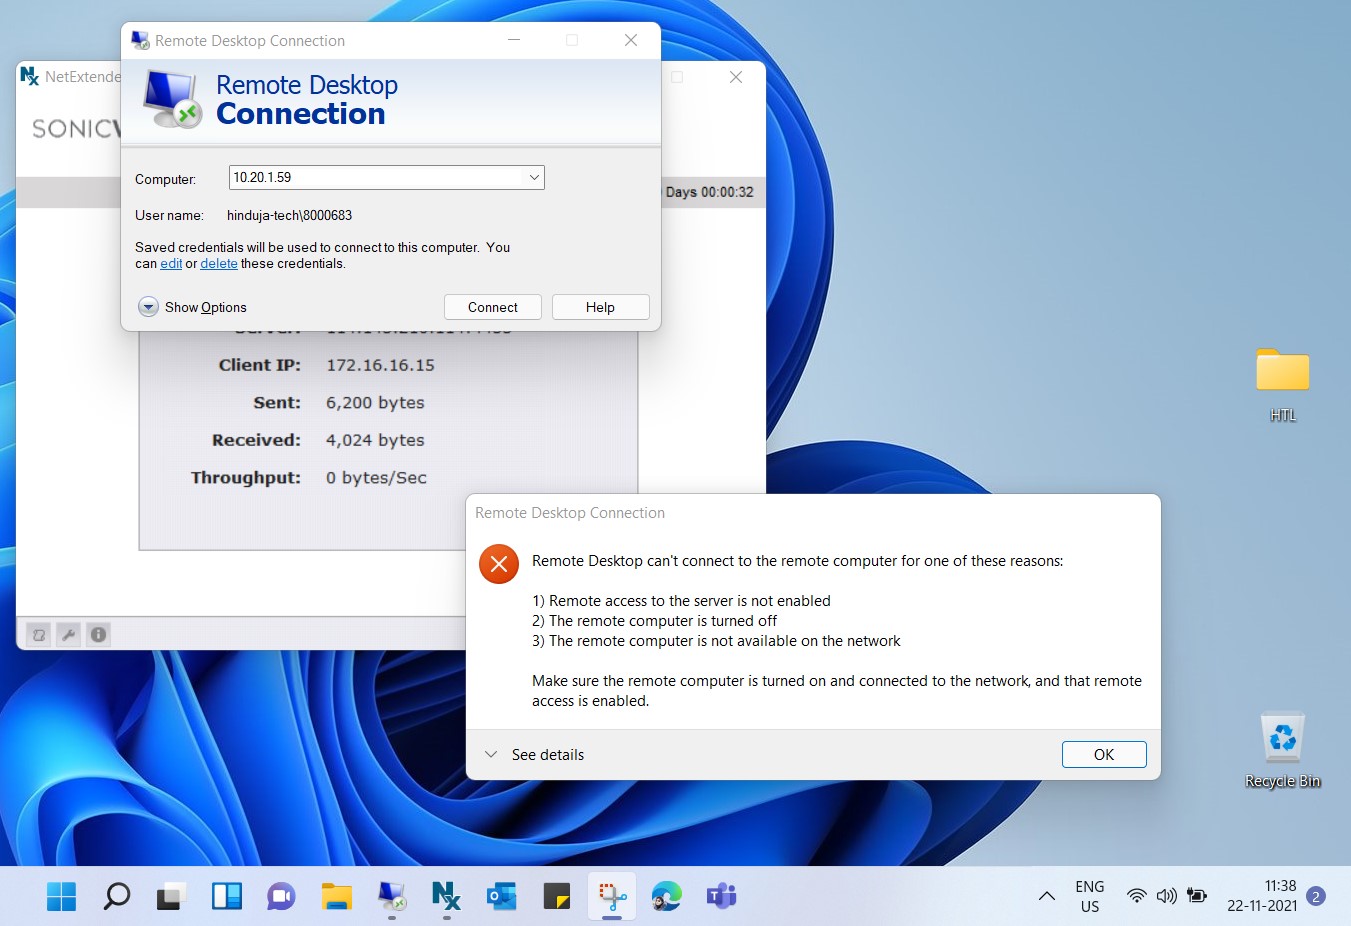 Remote Desktop Connection
NetExtende
SONICW
Remote Desktop
Connection
Computer:
10.20.1.59
Days 00:00:32
User name:
hinduja-tech\8000683
Saved credentials will be used to connect to this computer. You
can edit or delete these credentials.
Show Options
Connect
Help
Client IP:
172.16.16.15
Sent:
6,200 bytes
Received:
4,024 bytes
Throughput:
0 bytes/Sec
HTL
Remote Desktop Connection
Remote Desktop can't connect to the remote computer for one of these reasons:
1) Remote access to the server is not enabled
2) The remote computer is turned off
3) The remote computer is not available on the network
Make sure the remote computer is turned on and connected to the network, and that remote
access is enabled.
See details
OK
Recycle Bin
ENG
US
11:38
22-11-2021
2